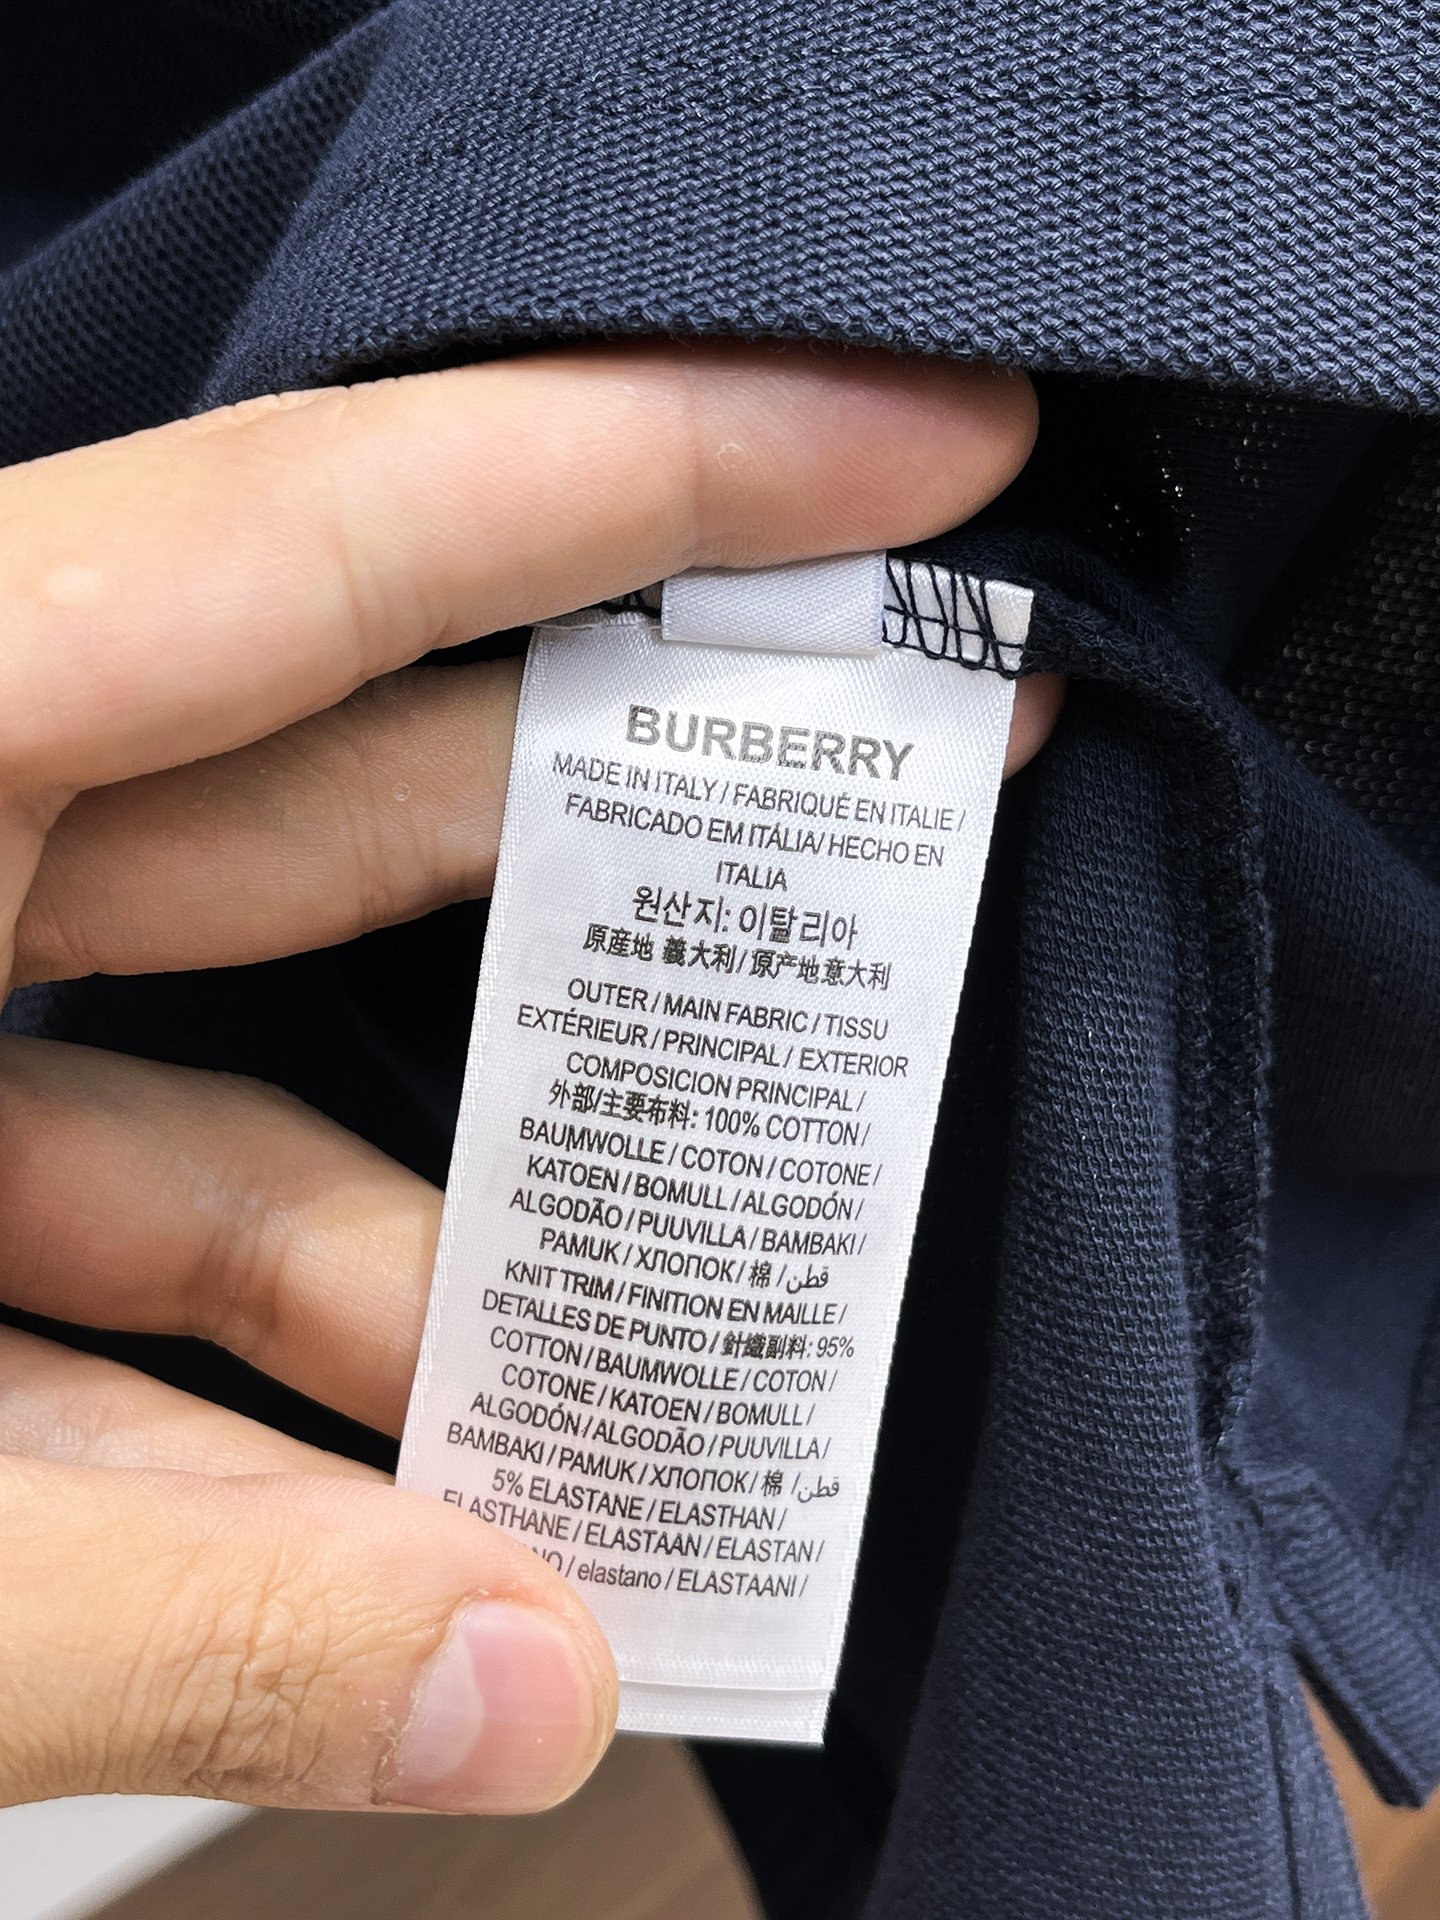 BURBERRY
MADE IN ITALY / FABRIQUÉ EN ITALIE /
FABRICADO EM ITÁLIA/ HECHO EN
ITALIA
원산지: 이탈리아
原産地 義大利 / 原产地意大利
OUTER / MAIN FABRIC / TISSU
EXTÉRIEUR / PRINCIPAL / EXTERIOR
COMPOSICION PRINCIPAL /
外部/主要布料: 100% COTTON /
BAUMWOLLE / COTON / COTONE /
KATOEN / BOMULL / ALGODÓN /
ALGODÃO / PUUVILLA / BAMBAKI /
PAMUK / ХЛОПОК / 棉 / قطن
KNIT TRIM / FINITION EN MAILLE /
DETALLES DE PUNTO / 針織副料: 95%
COTTON / BAUMWOLLE / COTON /
COTONE / KATOEN / BOMULL /
ALGODÓN / ALGODÃO / PUUVILLA /
BAMBAKI / PAMUK / ХЛОПОК / 棉 / قطن
5% ELASTANE / ELASTHAN /
ELASTHANE / ELASTAAN / ELASTAN /
/ elastano / ELASTAANI /